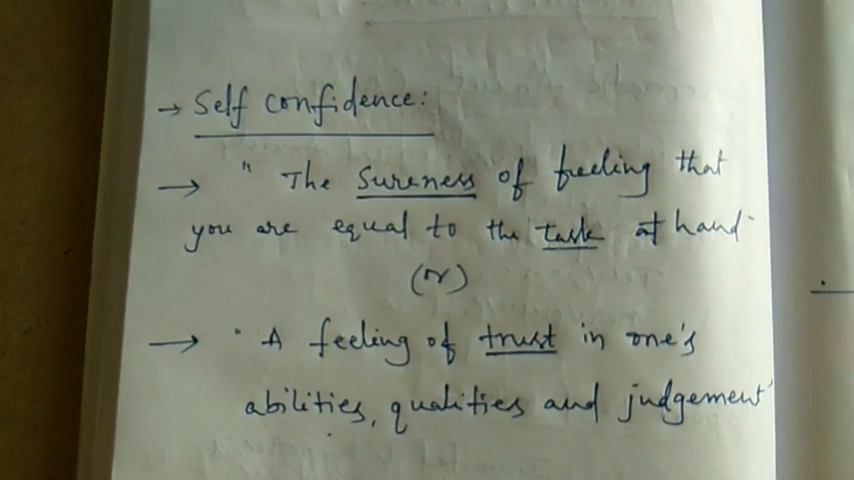 → Self confidence:
→ " The Sureness of feeling that
you are equal to the task at hand"
(or)
→ "A feeling of trust in one's
abilities, qualities and judgement"